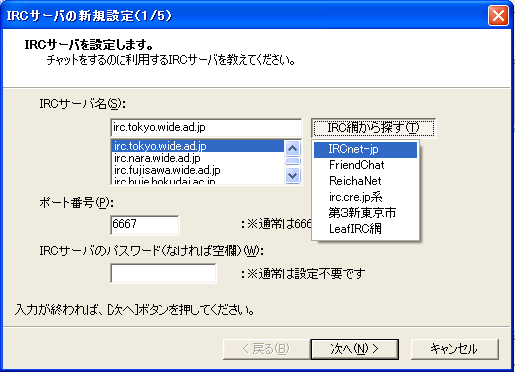 IRCサーバの新規設定(1/5)
IRCサーバを設定します。
チャットをするのに利用するIRCサーバを教えてください。
IRCサーバ名(S):
irc.tokyo.wide.ad.jp
IRC網から探す(T)
irc.tokyo.wide.ad.jp
irc.nara.wide.ad.jp
irc.fujisawa.wide.ad.jp
irc.huie.hokudai.ac.jp
IRCnet-jp
FriendChat
ReichaNet
irc.cre.jp系
第3新東京市
LeafIRC網
ポート番号(P):
6667
:※通常は666
IRCサーバのパスワード(なければ空欄)(W):
:※通常は設定不要です
入力が終われば、[次へ]ボタンを押してください。
< 戻る(B)
次へ(N) >
キャンセル